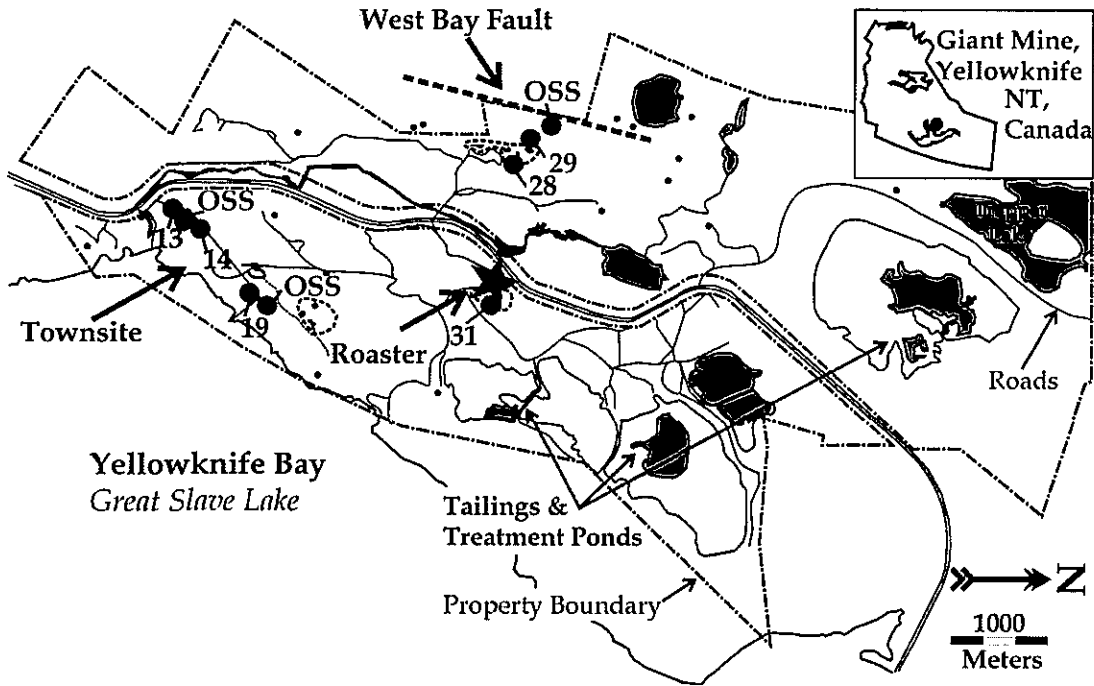 West Bay Fault
Giant Mine,
Yellowknife
NT,
Canada
OSS
29
28
OSS
13
14
OSS
19
Townsite
Roaster
31
Roads
Yellowknife Bay
Great Slave Lake
Tailings &
Treatment Ponds
Property Boundary
N
1000
Meters